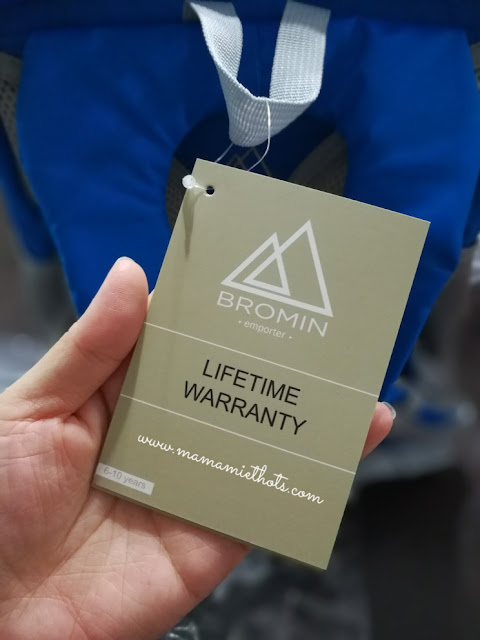 BROMIN
• emporter •
LIFETIME
WARRANTY
www.mamamiethots.com
6-10 years